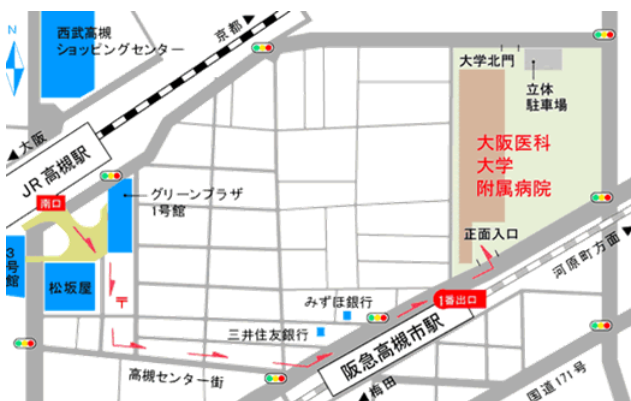 N
西武高槻
ショッピングセンター
京都▶
大学北門
立体
駐車場
◀大阪
JR高槻駅
大阪医科
大学
附属病院
南口
グリーンプラザ
1号館
正面入口
河原町方面▶
3号館
松坂屋
〒
みずほ銀行
1番出口
三井住友銀行
阪急高槻市駅
高槻センター街
◀梅田
国道171号